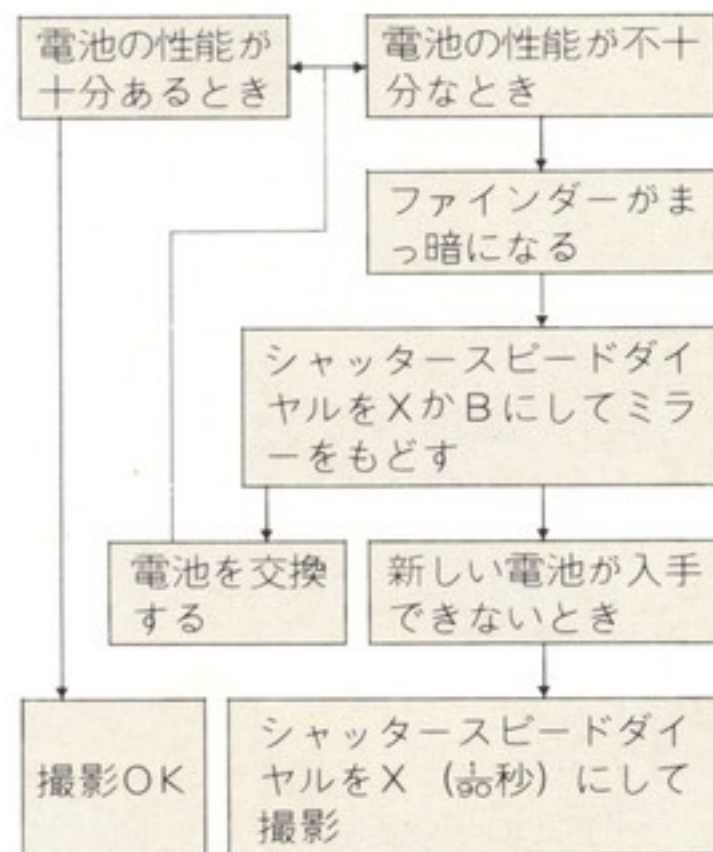 電池の性能が
十分あるとき
電池の性能が不十
分なとき
ファインダーがま
っ暗になる
シャッタースピードダイ
ヤルをXかBにしてミラ
ーをもどす
電池を交換
する
新しい電池が入手
できないとき
撮影OK
シャッタースピードダイ
ヤルをX (1/90秒) にして
撮影